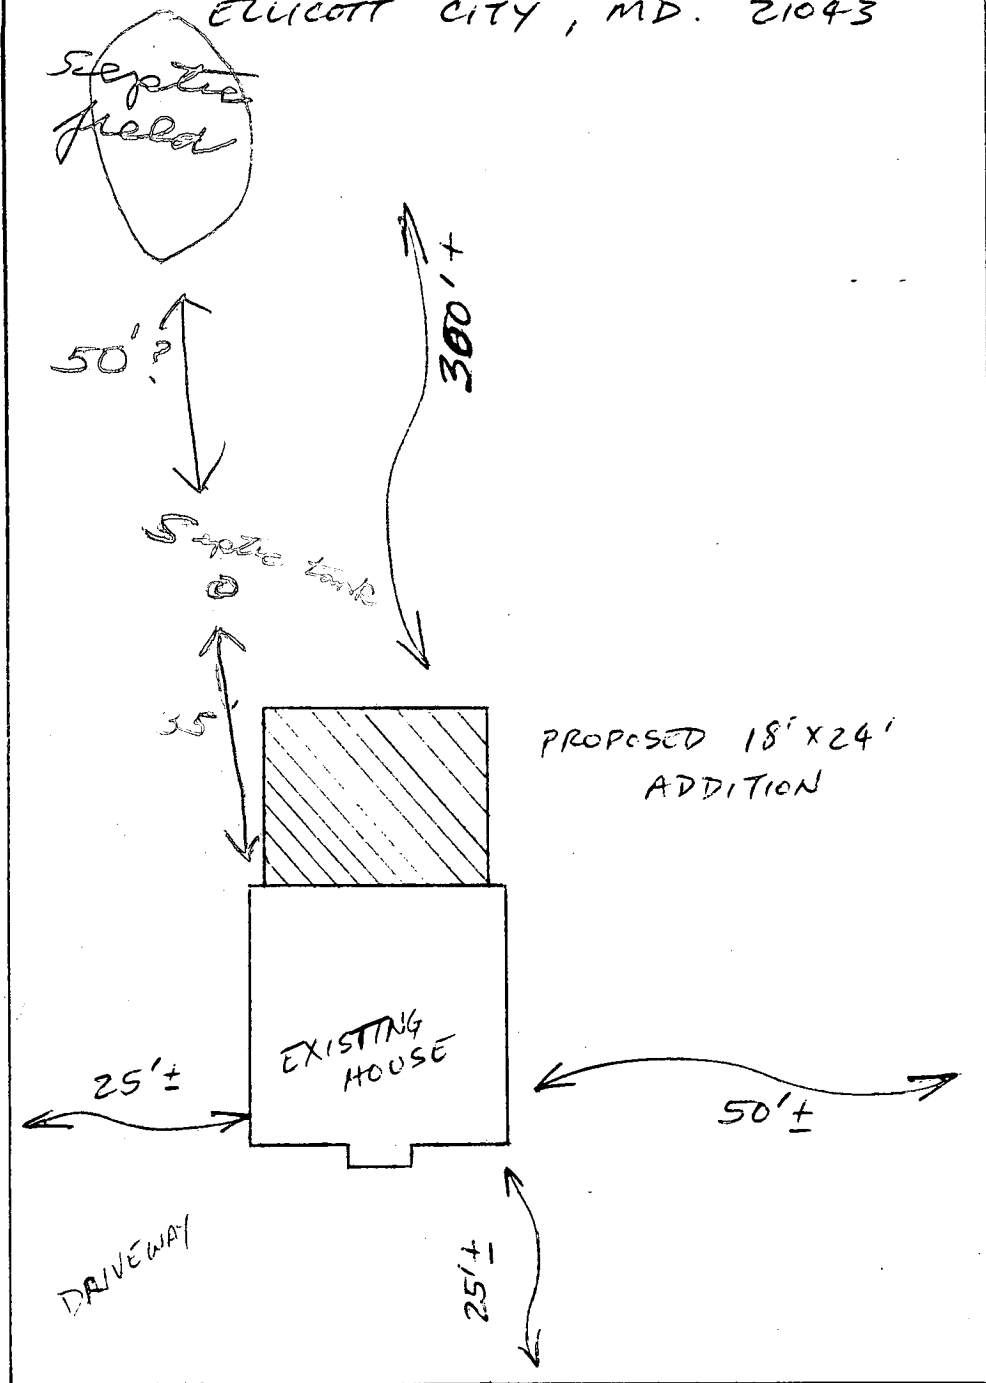 ELLICOTT CITY, MD. 21043
Septic
field
50'?
300'+
Septic tank
35'
PROPOSED 18' X 24'
ADDITION
EXISTING
HOUSE
25'±
50'±
DRIVEWAY
25'±